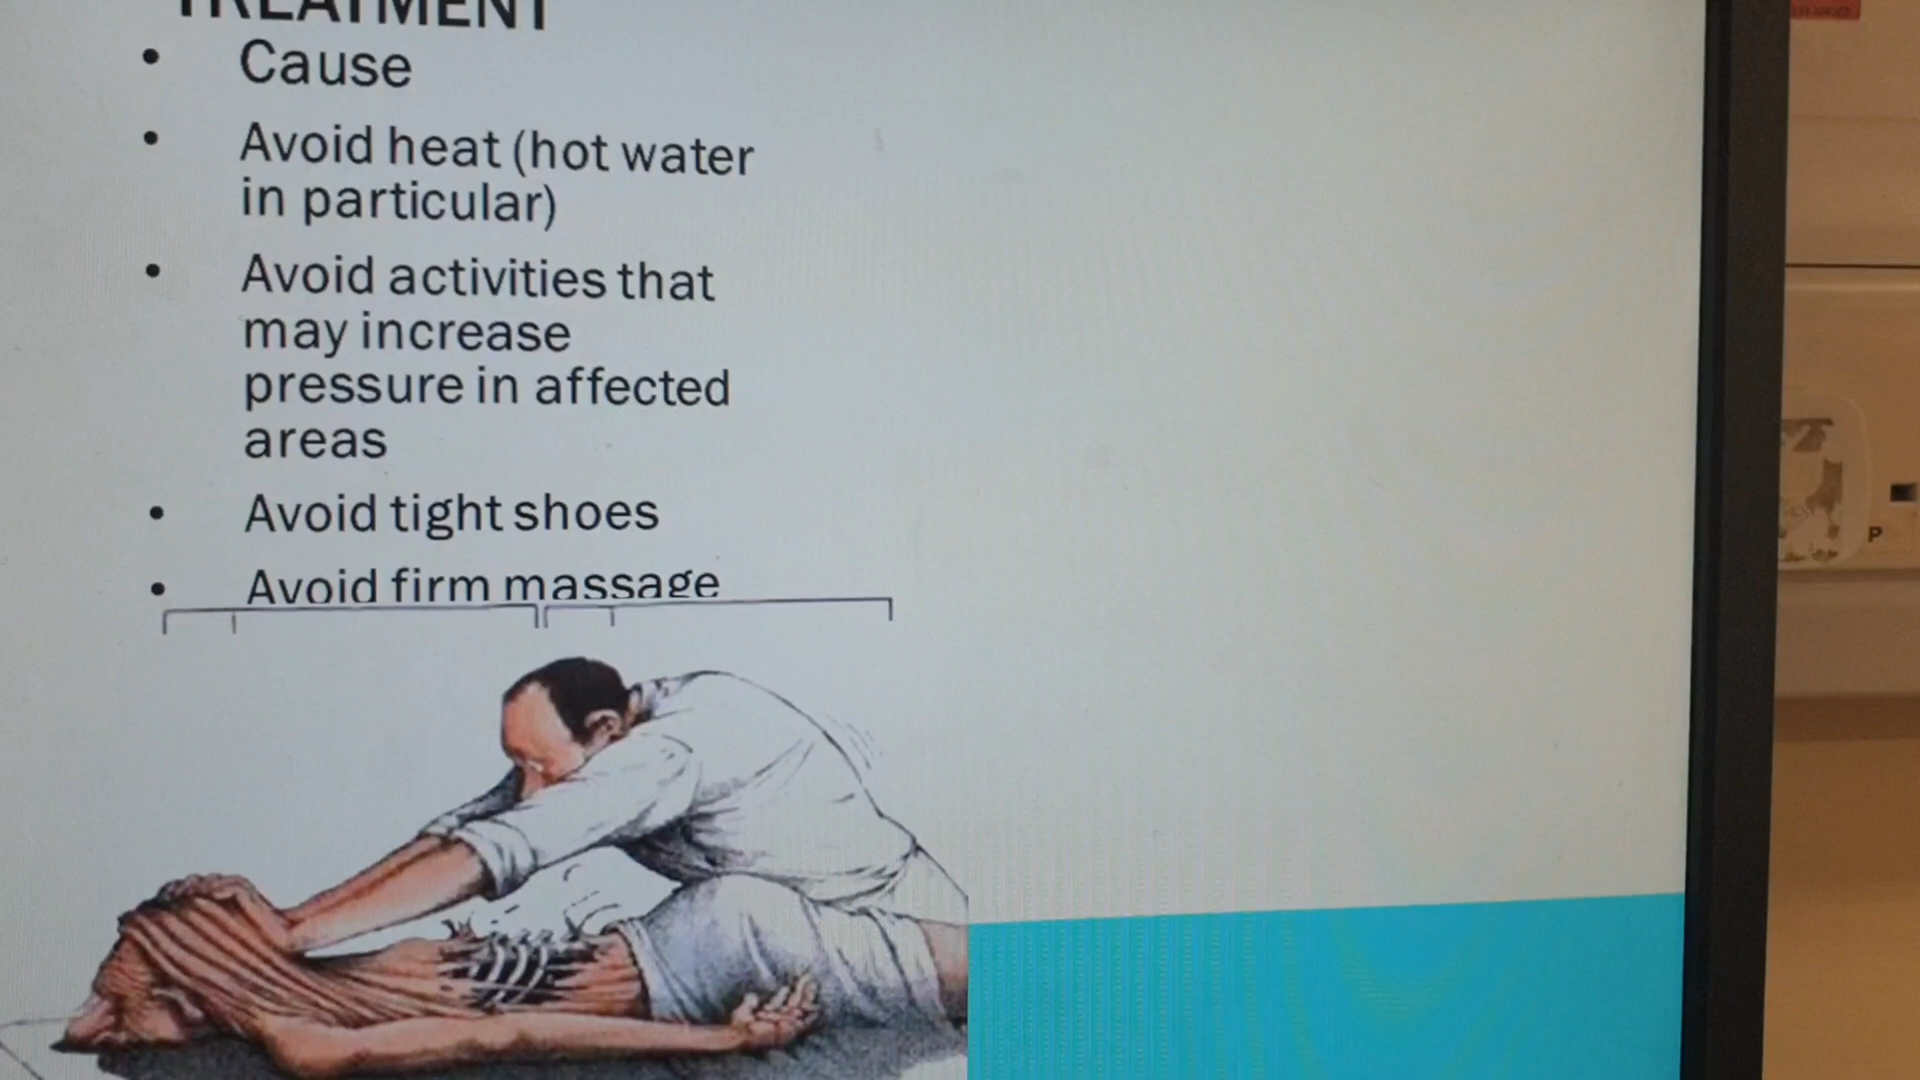 TREATMENT
• Cause
• Avoid heat (hot water
in particular)
• Avoid activities that
may increase
pressure in affected
areas
• Avoid tight shoes
• Avoid firm massage
P